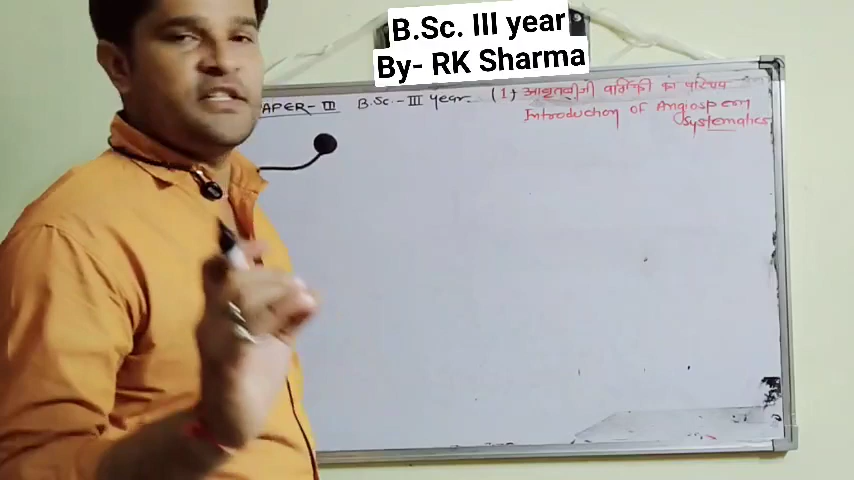 B.Sc. III year
By- RK Sharma
APER-III B.Sc.-III Year. (1) आवृतबीजी वर्गिकी का परिचय
Introduction of Angiosperm
Systematics